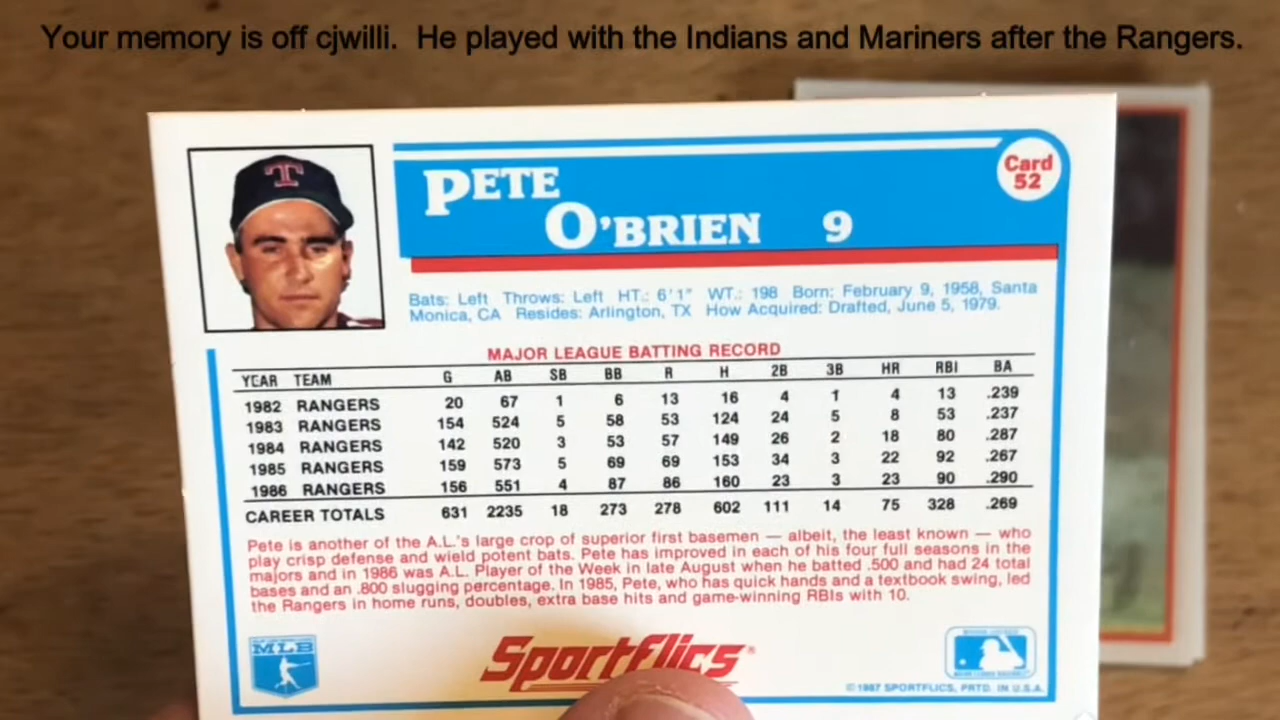 Your memory is off cjwilli. He played with the Indians and Mariners after the Rangers.
T
PETE
O'BRIEN 9
Card
52
Bats: Left Throws: Left HT.: 6'1" WT.: 198 Born: February 9, 1958, Santa
Monica, CA Resides: Arlington, TX How Acquired: Drafted, June 5, 1979.
MAJOR LEAGUE BATTING RECORD
YEAR TEAM G AB SB BB R H 2B 3B HR RBI BA
1982 RANGERS 20 67 1 6 13 16 4 1 4 13 .239
1983 RANGERS 154 524 5 58 53 124 24 5 8 53 .237
1984 RANGERS 142 520 3 53 57 149 26 2 18 80 .287
1985 RANGERS 159 573 5 69 69 153 34 3 22 92 .267
1986 RANGERS 156 551 4 87 86 160 23 3 23 90 .290
CAREER TOTALS 631 2235 18 273 278 602 111 14 75 328 .269
Pete is another of the A.L.'s large crop of superior first basemen — albeit, the least known — who
play crisp defense and wield potent bats. Pete has improved in each of his four full seasons in the
majors and in 1986 was A.L. Player of the Week in late August when he batted .500 and had 24 total
bases and an .800 slugging percentage. In 1985, Pete, who has quick hands and a textbook swing, led
the Rangers in home runs, doubles, extra base hits and game-winning RBIs with 10.
MLB
Sportflics®
© 1987 SPORTFLICS, PRTD. IN U.S.A.